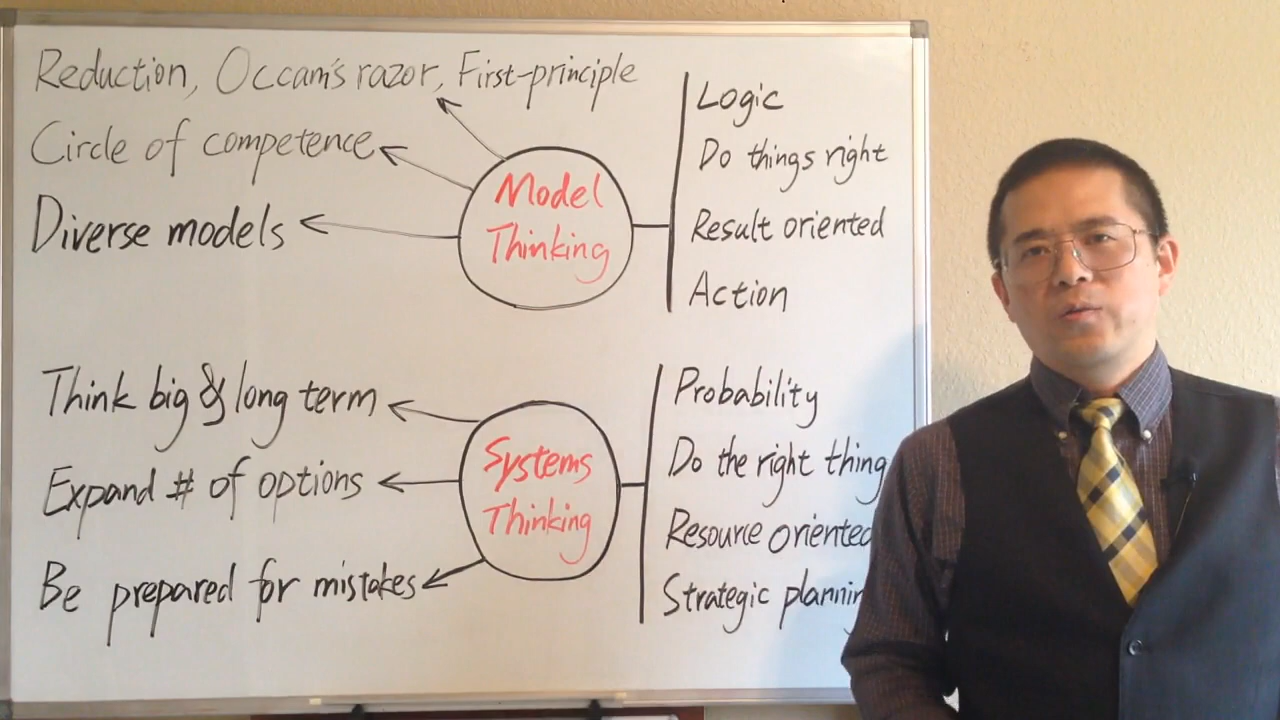 Reduction, Occam's razor, First-principle
Circle of competence
Diverse models
Model
Thinking
Logic
Do things right
Result oriented
Action
Think big & long term
Expand # of options
Be prepared for mistakes
Systems
Thinking
Probability
Do the right thing
Resource oriented
Strategic plannin